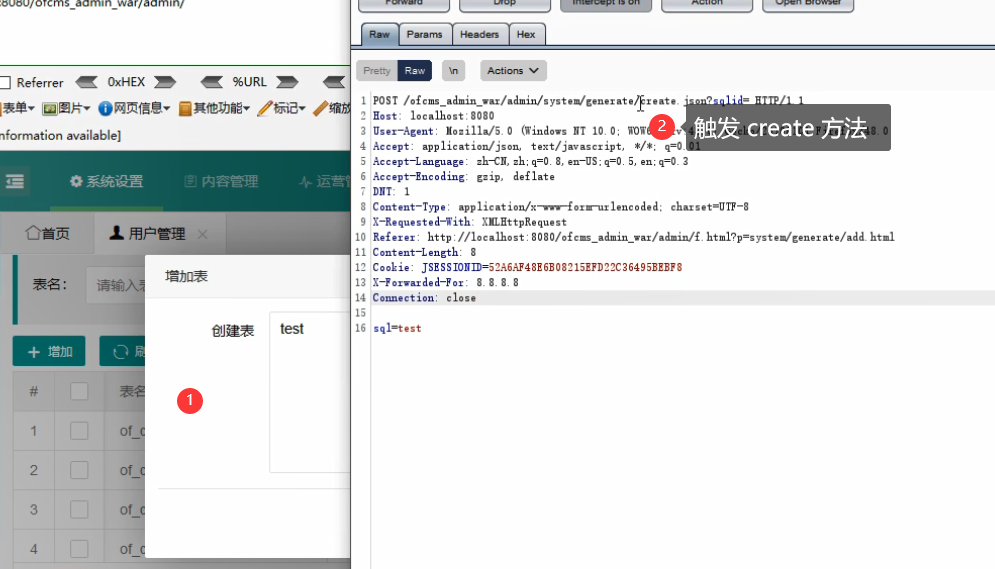 :8080/ofcms_admin_war/admin/
Referrer 0xHEX %URL
表单 图片 网页信息 其他功能 标记 缩放
nformation available]
系统设置 内容管理 运营
首页 用户管理
表名: 请输入表
增加 刷
# 表名
1 of_c
2 of_c
3 of_c
4 of_c
增加表
创建表 test
1
Forward Drop Intercept is on Action Open Browser
Raw Params Headers Hex
Pretty Raw \n Actions
1 POST /ofcms_admin_war/admin/system/generate/create.json?sqlid= HTTP/1.1
2 Host: localhost:8080
3 User-Agent: Mozilla/5.0 (Windows NT 10.0; 48.0
2 触发 create 方法
4 Accept: application/json, text/javascript, */*; q=0.01
5 Accept-Language: zh-CN,zh;q=0.8,en-US;q=0.5,en;q=0.3
6 Accept-Encoding: gzip, deflate
7 DNT: 1
8 Content-Type: application/x-www-form-urlencoded; charset=UTF-8
9 X-Requested-With: XMLHttpRequest
10 Referer: http://localhost:8080/ofcms_admin_war/admin/f.html?p=system/generate/add.html
11 Content-Length: 8
12 Cookie: JSESSIONID=52A6AF48E6B08215EFD22C36495BEBF8
13 X-Forwarded-For: 8.8.8.8
14 Connection: close
15
16 sql=test